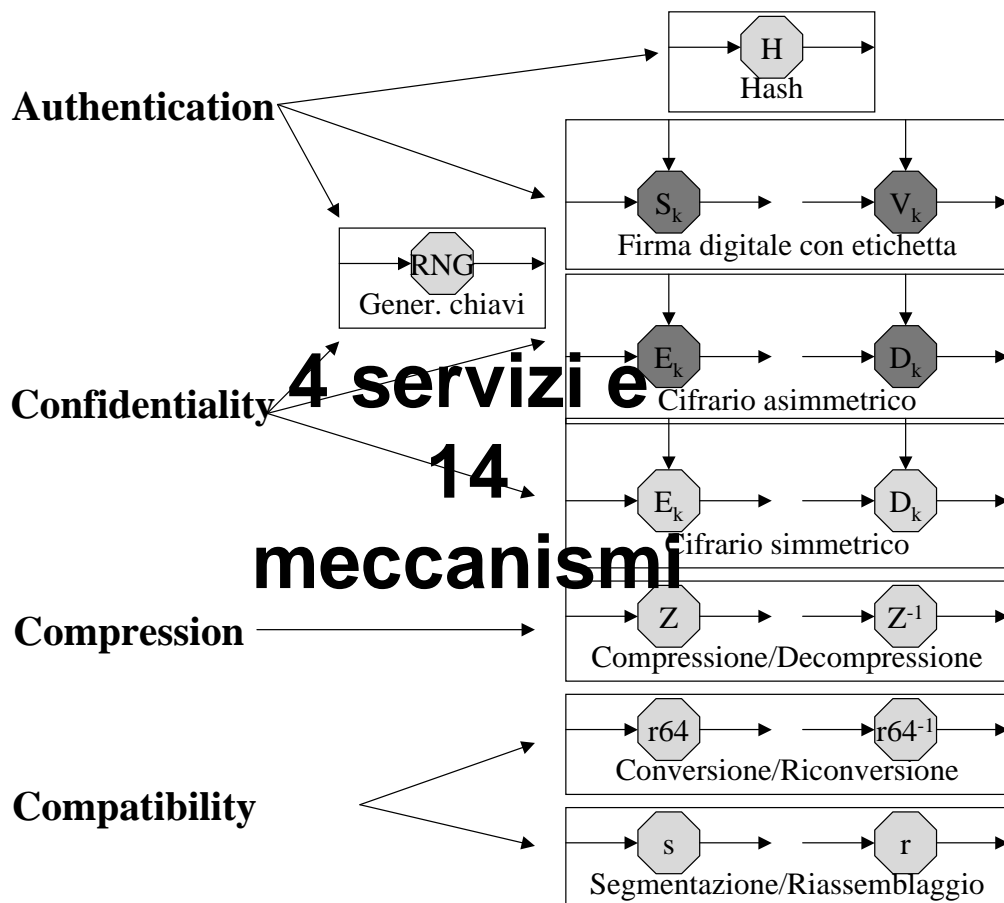 H
Hash
Authentication
S_k V_k
Firma digitale con etichetta
RNG
Gener. chiavi
E_k D_k
Cifrario asimmetrico
Confidentiality
4 servizi e
14
meccanismi
E_k D_k
Cifrario simmetrico
Compression
Z Z^-1
Compressione/Decompressione
r64 r64^-1
Conversione/Riconversione
Compatibility
s r
Segmentazione/Riassemblaggio